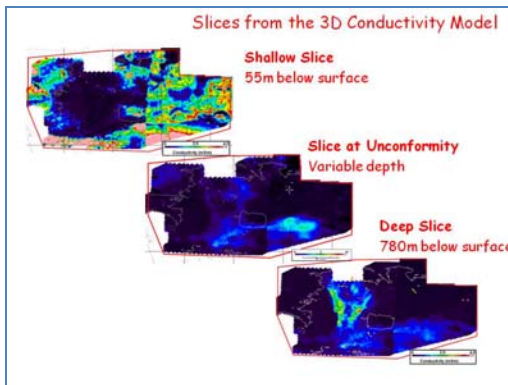 Slices from the 3D Conductivity Model
Shallow Slice
55m below surface
Slice at Unconformity
Variable depth
Deep Slice
780m below surface